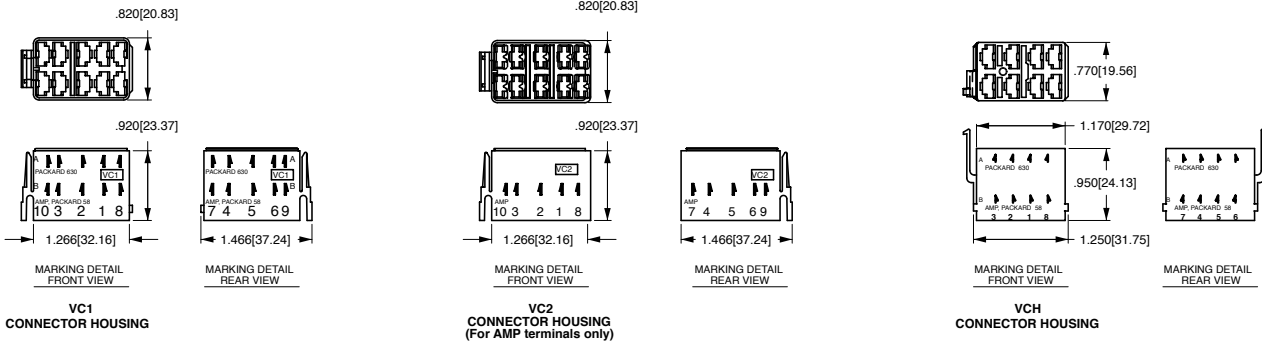 .820[20.83]
.920[23.37]
A
PACKARD 630
VC1
B
AMP, PACKARD 58
10 3 2 1 8
1.266[32.16]
MARKING DETAIL
FRONT VIEW
A
PACKARD 630
VC1
B
AMP, PACKARD 58
7 4 5 6 9
1.466[37.24]
MARKING DETAIL
REAR VIEW
VC1
CONNECTOR HOUSING
.820[20.83]
.920[23.37]
VC2
AMP
10 3 2 1 8
1.266[32.16]
MARKING DETAIL
FRONT VIEW
VC2
AMP
7 4 5 6 9
1.466[37.24]
MARKING DETAIL
REAR VIEW
VC2
CONNECTOR HOUSING
(For AMP terminals only)
.770[19.56]
1.170[29.72]
A
PACKARD 630
.950[24.13]
B
AMP, PACKARD 58
3 2 1 8
1.250[31.75]
MARKING DETAIL
FRONT VIEW
A
PACKARD 630
B
AMP, PACKARD 58
7 4 5 6
MARKING DETAIL
REAR VIEW
VCH
CONNECTOR HOUSING